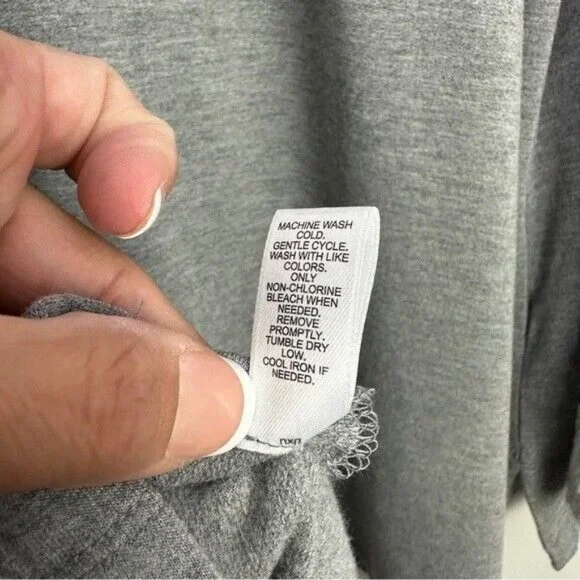 MACHINE WASH
COLD.
GENTLE CYCLE.
WASH WITH LIKE
COLORS.
ONLY
NON-CHLORINE
BLEACH WHEN
NEEDED.
REMOVE
PROMPTLY.
TUMBLE DRY
LOW.
COOL IRON IF
NEEDED.